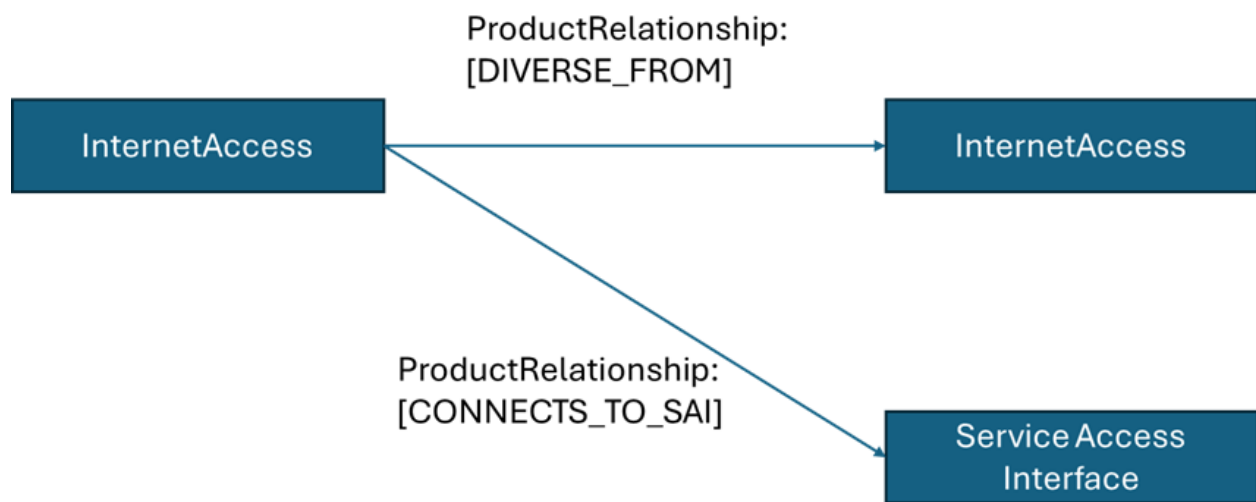 ProductRelationship:
[DIVERSE_FROM]
InternetAccess
InternetAccess
ProductRelationship:
[CONNECTS_TO_SAI]
Service Access
Interface